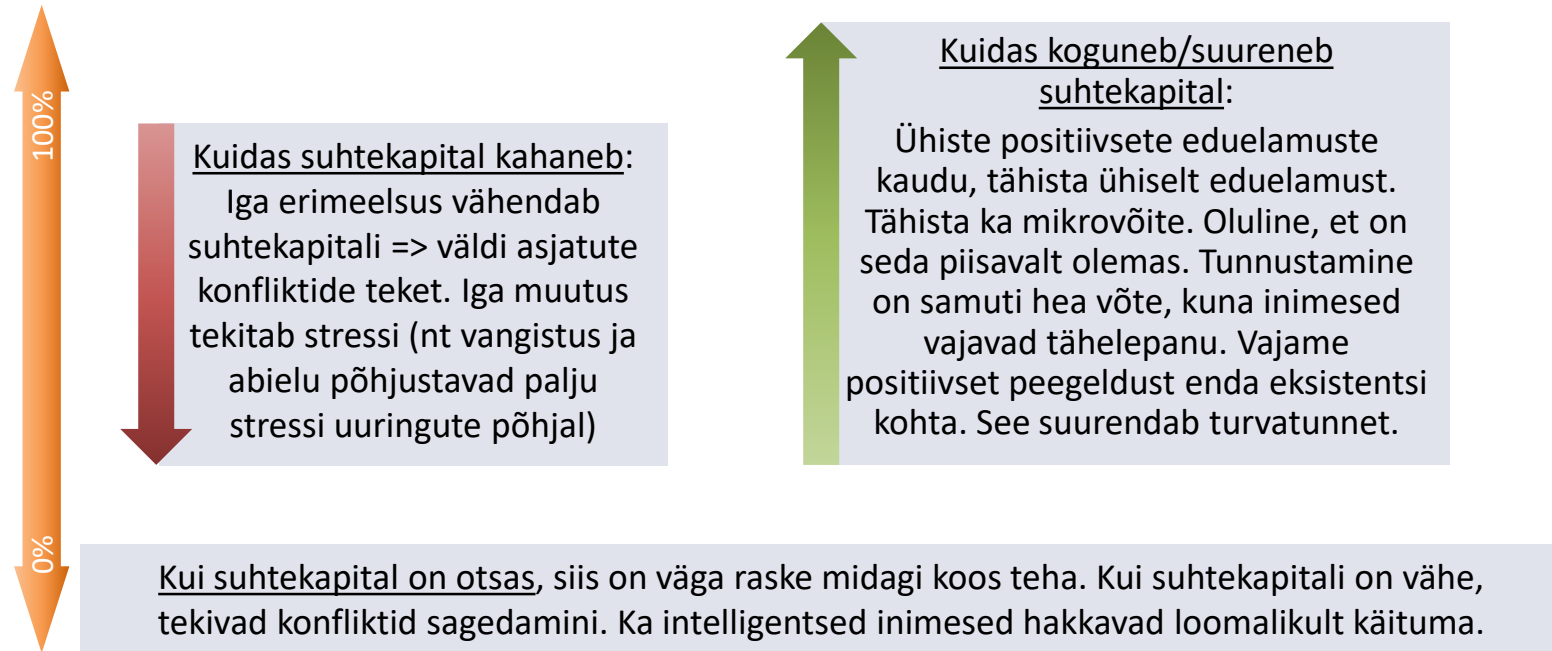 100%
0%
Kuidas suhtekapital kahaneb:
Iga erimeelsus vähendab
suhtekapitali => väldi asjatute
konfliktide teket. Iga muutus
tekitab stressi (nt vangistus ja
abielu põhjustavad palju
stressi uuringute põhjal)
Kuidas koguneb/suureneb
suhtekapital:
Ühiste positiivsete eduelamuste
kaudu, tähista ühiselt eduelamust.
Tähista ka mikrovõite. Oluline, et on
seda piisavalt olemas. Tunnustamine
on samuti hea võte, kuna inimesed
vajavad tähelepanu. Vajame
positiivset peegeldust enda eksistentsi
kohta. See suurendab turvatunnet.
Kui suhtekapital on otsas, siis on väga raske midagi koos teha. Kui suhtekapitali on vähe,
tekivad konfliktid sagedamini. Ka intelligentsed inimesed hakkavad loomalikult käituma.